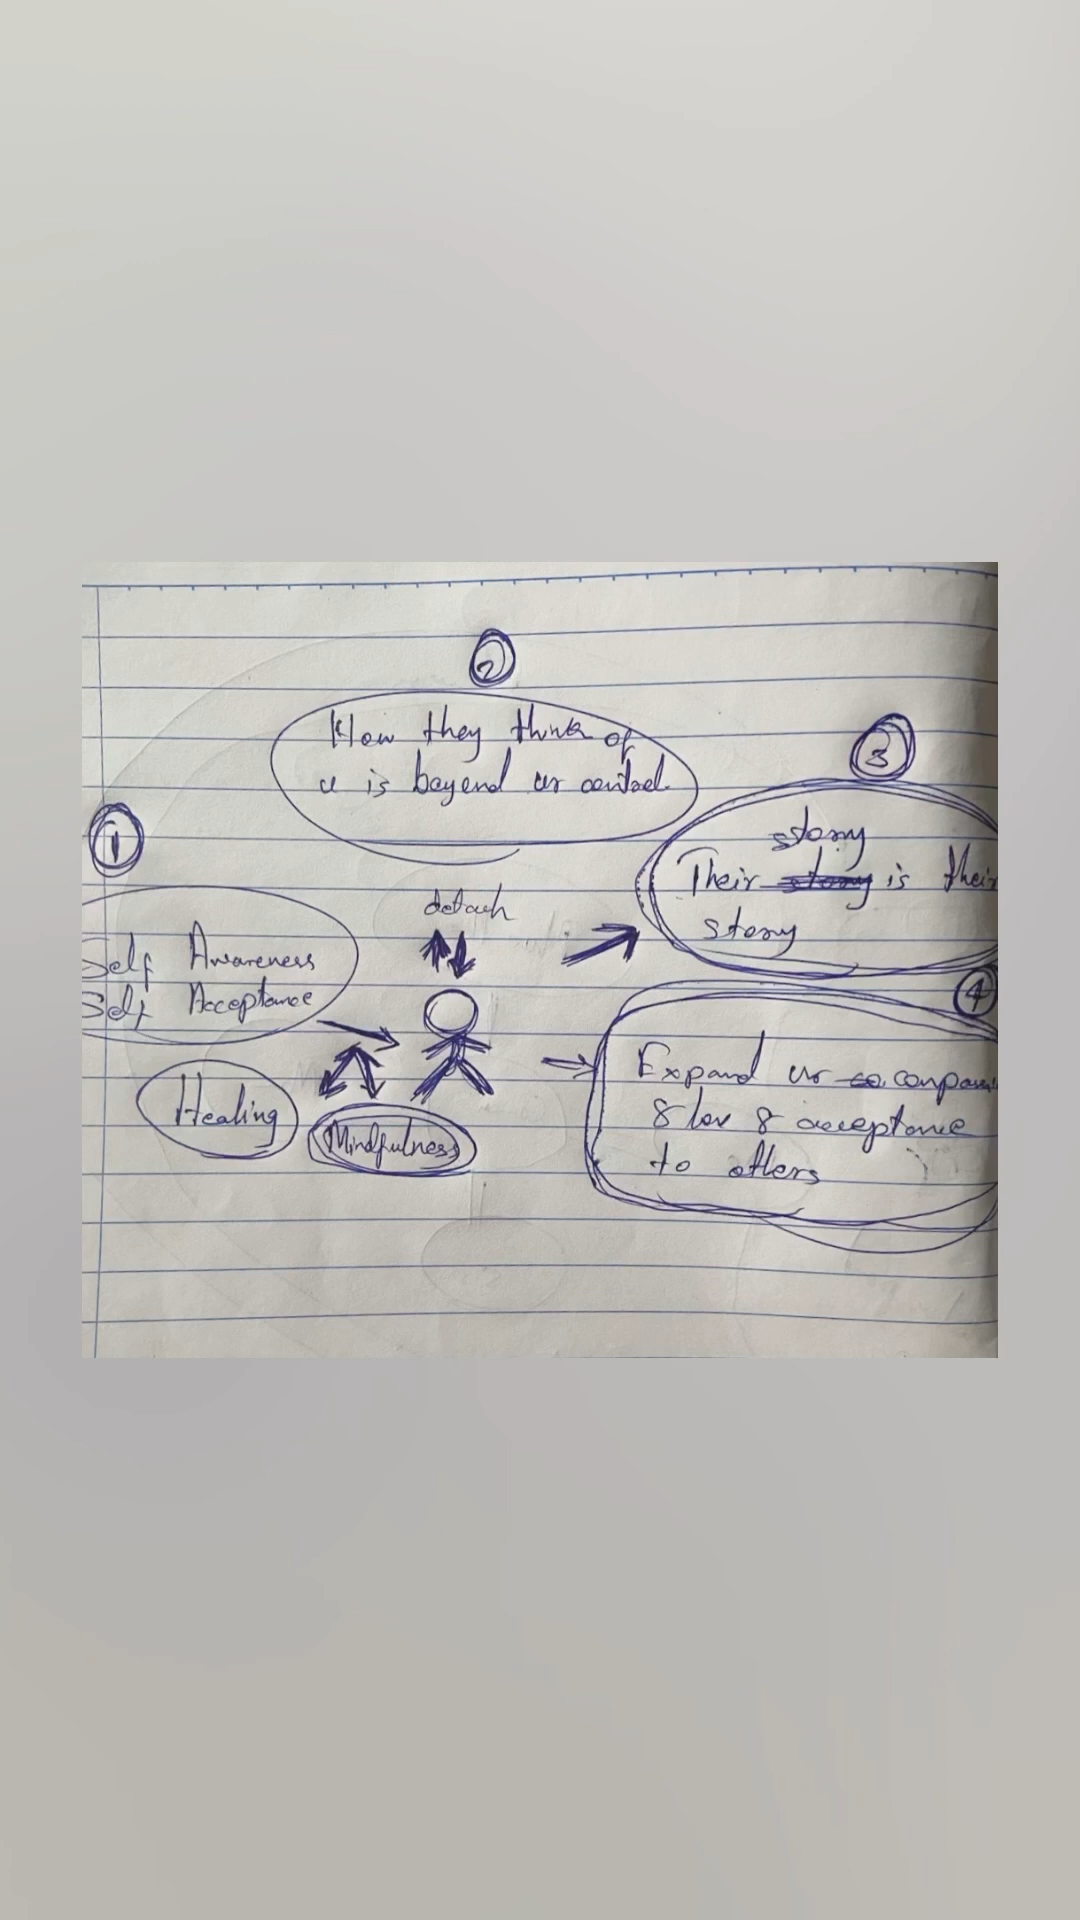 2
How they think of
u is beyond ur control.
3
story
Their story is their
story
1
Self Awareness
Self Acceptance
detach
4
Expand ur
& lov & acceptance
to others
Healing
Mindfulness